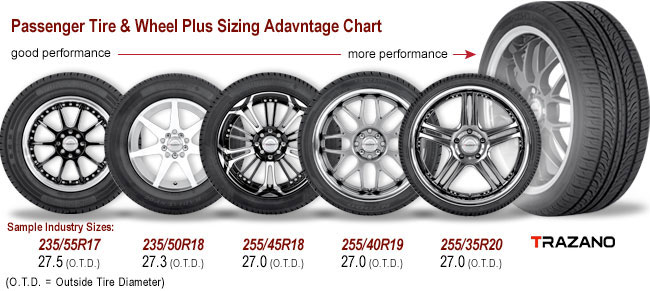 Passenger Tire & Wheel Plus Sizing Adavntage Chart
good performance
more performance
Sample Industry Sizes:
235/55R17 235/50R18 255/45R18 255/40R19 255/35R20
27.5 (O.T.D.) 27.3 (O.T.D.) 27.0 (O.T.D.) 27.0 (O.T.D.) 27.0 (O.T.D.)
TRAZANO
(O.T.D. = Outside Tire Diameter)